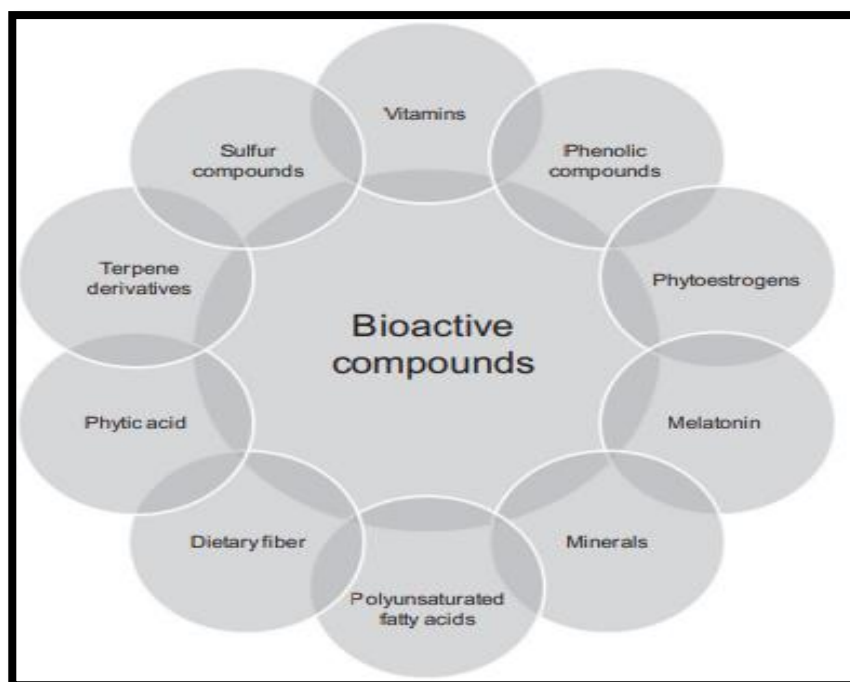 Vitamins
Phenolic
compounds
Phytoestrogens
Melatonin
Minerals
Polyunsaturated
fatty acids
Dietary fiber
Phytic acid
Terpene
derivatives
Sulfur
compounds
Bioactive
compounds